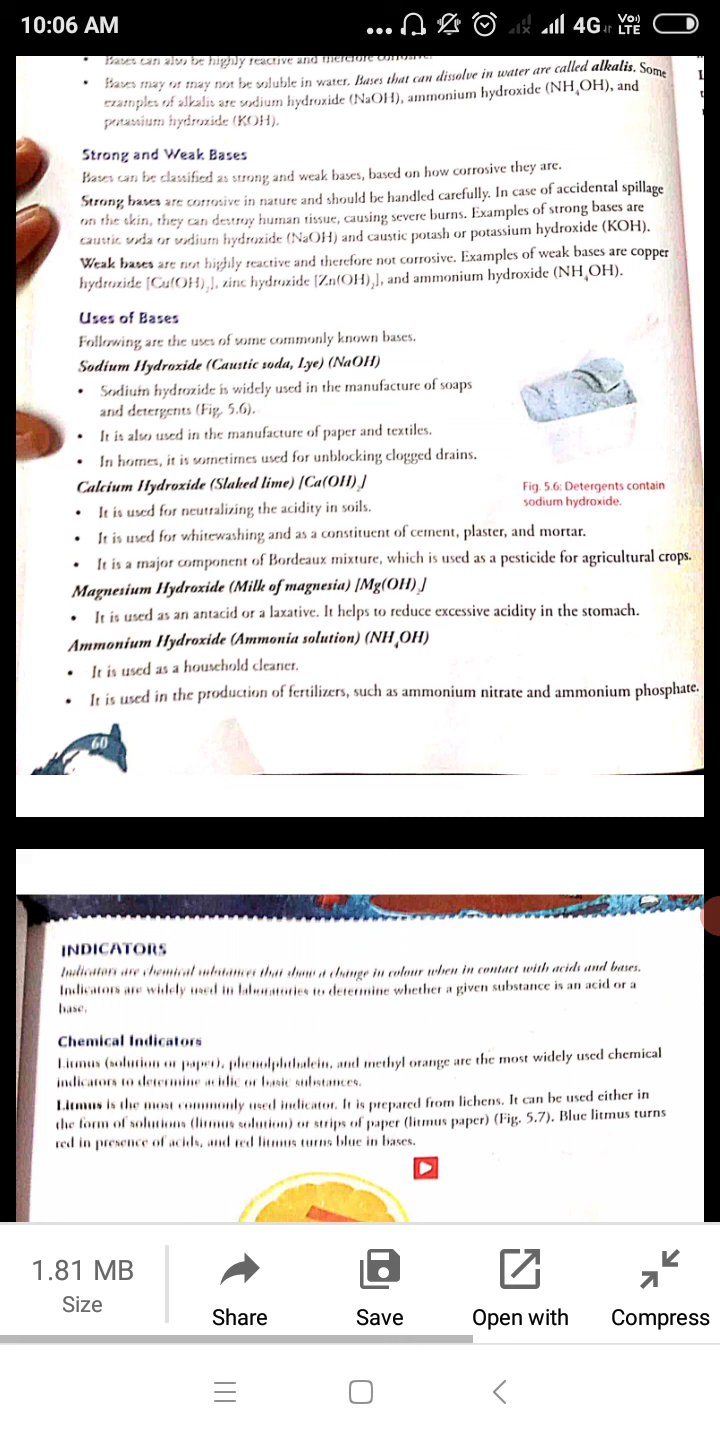 10:06 AM
... 4G Vo) LTE
• Bases can also be highly reactive and therefore corrosive.
• Bases may or may not be soluble in water. Bases that can dissolve in water are called alkalis. Some
examples of alkalis are sodium hydroxide (NaOH), ammonium hydroxide (NH₄OH), and
potassium hydroxide (KOH).
Strong and Weak Bases
Bases can be classified as strong and weak bases, based on how corrosive they are.
Strong bases are corrosive in nature and should be handled carefully. In case of accidental spillage
on the skin, they can destroy human tissue, causing severe burns. Examples of strong bases are
caustic soda or sodium hydroxide (NaOH) and caustic potash or potassium hydroxide (KOH).
Weak bases are not highly reactive and therefore not corrosive. Examples of weak bases are copper
hydroxide [Cu(OH)₂], zinc hydroxide [Zn(OH)₂], and ammonium hydroxide (NH₄OH).
Uses of Bases
Following are the uses of some commonly known bases.
Sodium Hydroxide (Caustic soda, Lye) (NaOH)
• Sodium hydroxide is widely used in the manufacture of soaps
and detergents (Fig. 5.6).
• It is also used in the manufacture of paper and textiles.
• In homes, it is sometimes used for unblocking clogged drains.
Fig. 5.6: Detergents contain
sodium hydroxide.
Calcium Hydroxide (Slaked lime) [Ca(OH)₂]
• It is used for neutralizing the acidity in soils.
• It is used for whitewashing and as a constituent of cement, plaster, and mortar.
• It is a major component of Bordeaux mixture, which is used as a pesticide for agricultural crops.
Magnesium Hydroxide (Milk of magnesia) [Mg(OH)₂]
• It is used as an antacid or a laxative. It helps to reduce excessive acidity in the stomach.
Ammonium Hydroxide (Ammonia solution) (NH₄OH)
• It is used as a household cleaner.
• It is used in the production of fertilizers, such as ammonium nitrate and ammonium phosphate.
60
INDICATORS
Indicators are chemical substances that show a change in colour when in contact with acids and bases.
Indicators are widely used in laboratories to determine whether a given substance is an acid or a
base.
Chemical Indicators
Litmus (solution or paper), phenolphthalein, and methyl orange are the most widely used chemical
indicators to determine acidic or basic substances.
Litmus is the most commonly used indicator. It is prepared from lichens. It can be used either in
the form of solutions (litmus solution) or strips of paper (litmus paper) (Fig. 5.7). Blue litmus turns
red in presence of acids, and red litmus turns blue in bases.
1.81 MB
Size
Share
Save
Open with
Compress